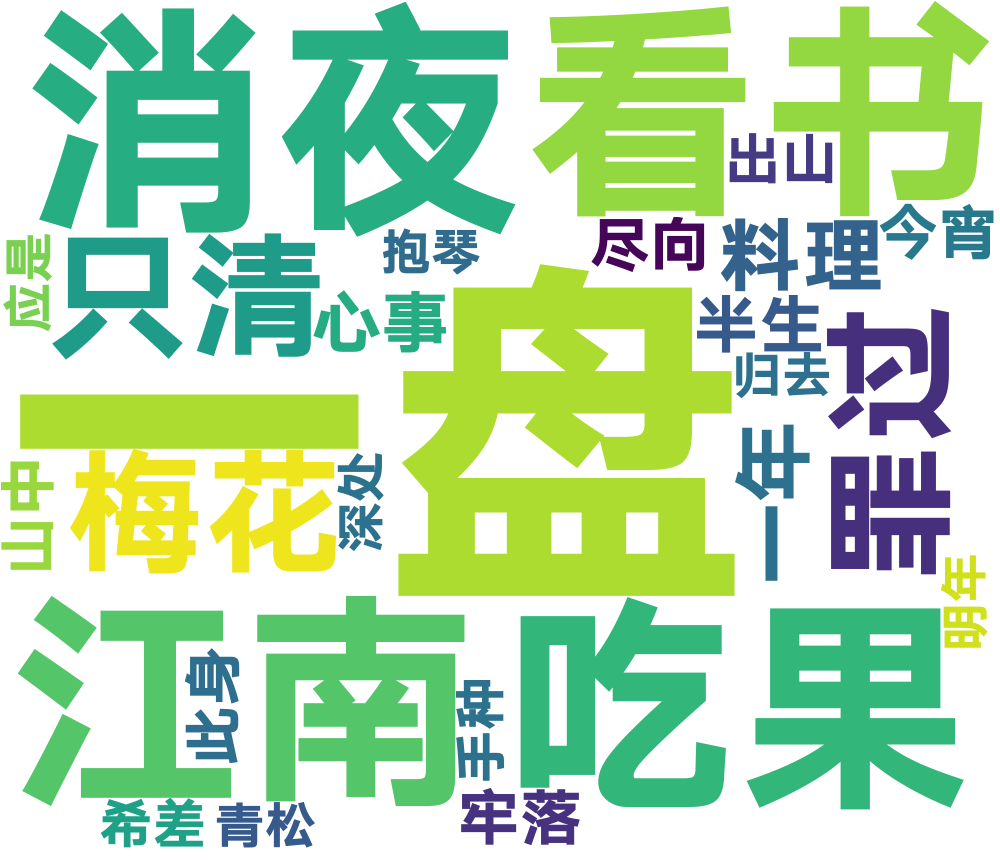 消夜
看书
出山
今宵
尽向
料理
抱琴
应是
只清
心事
半生
归去
一盘
罪过
一年
梅花
深处
山中
明年
江南
吃果
此身
手种
牢落
希差
青松